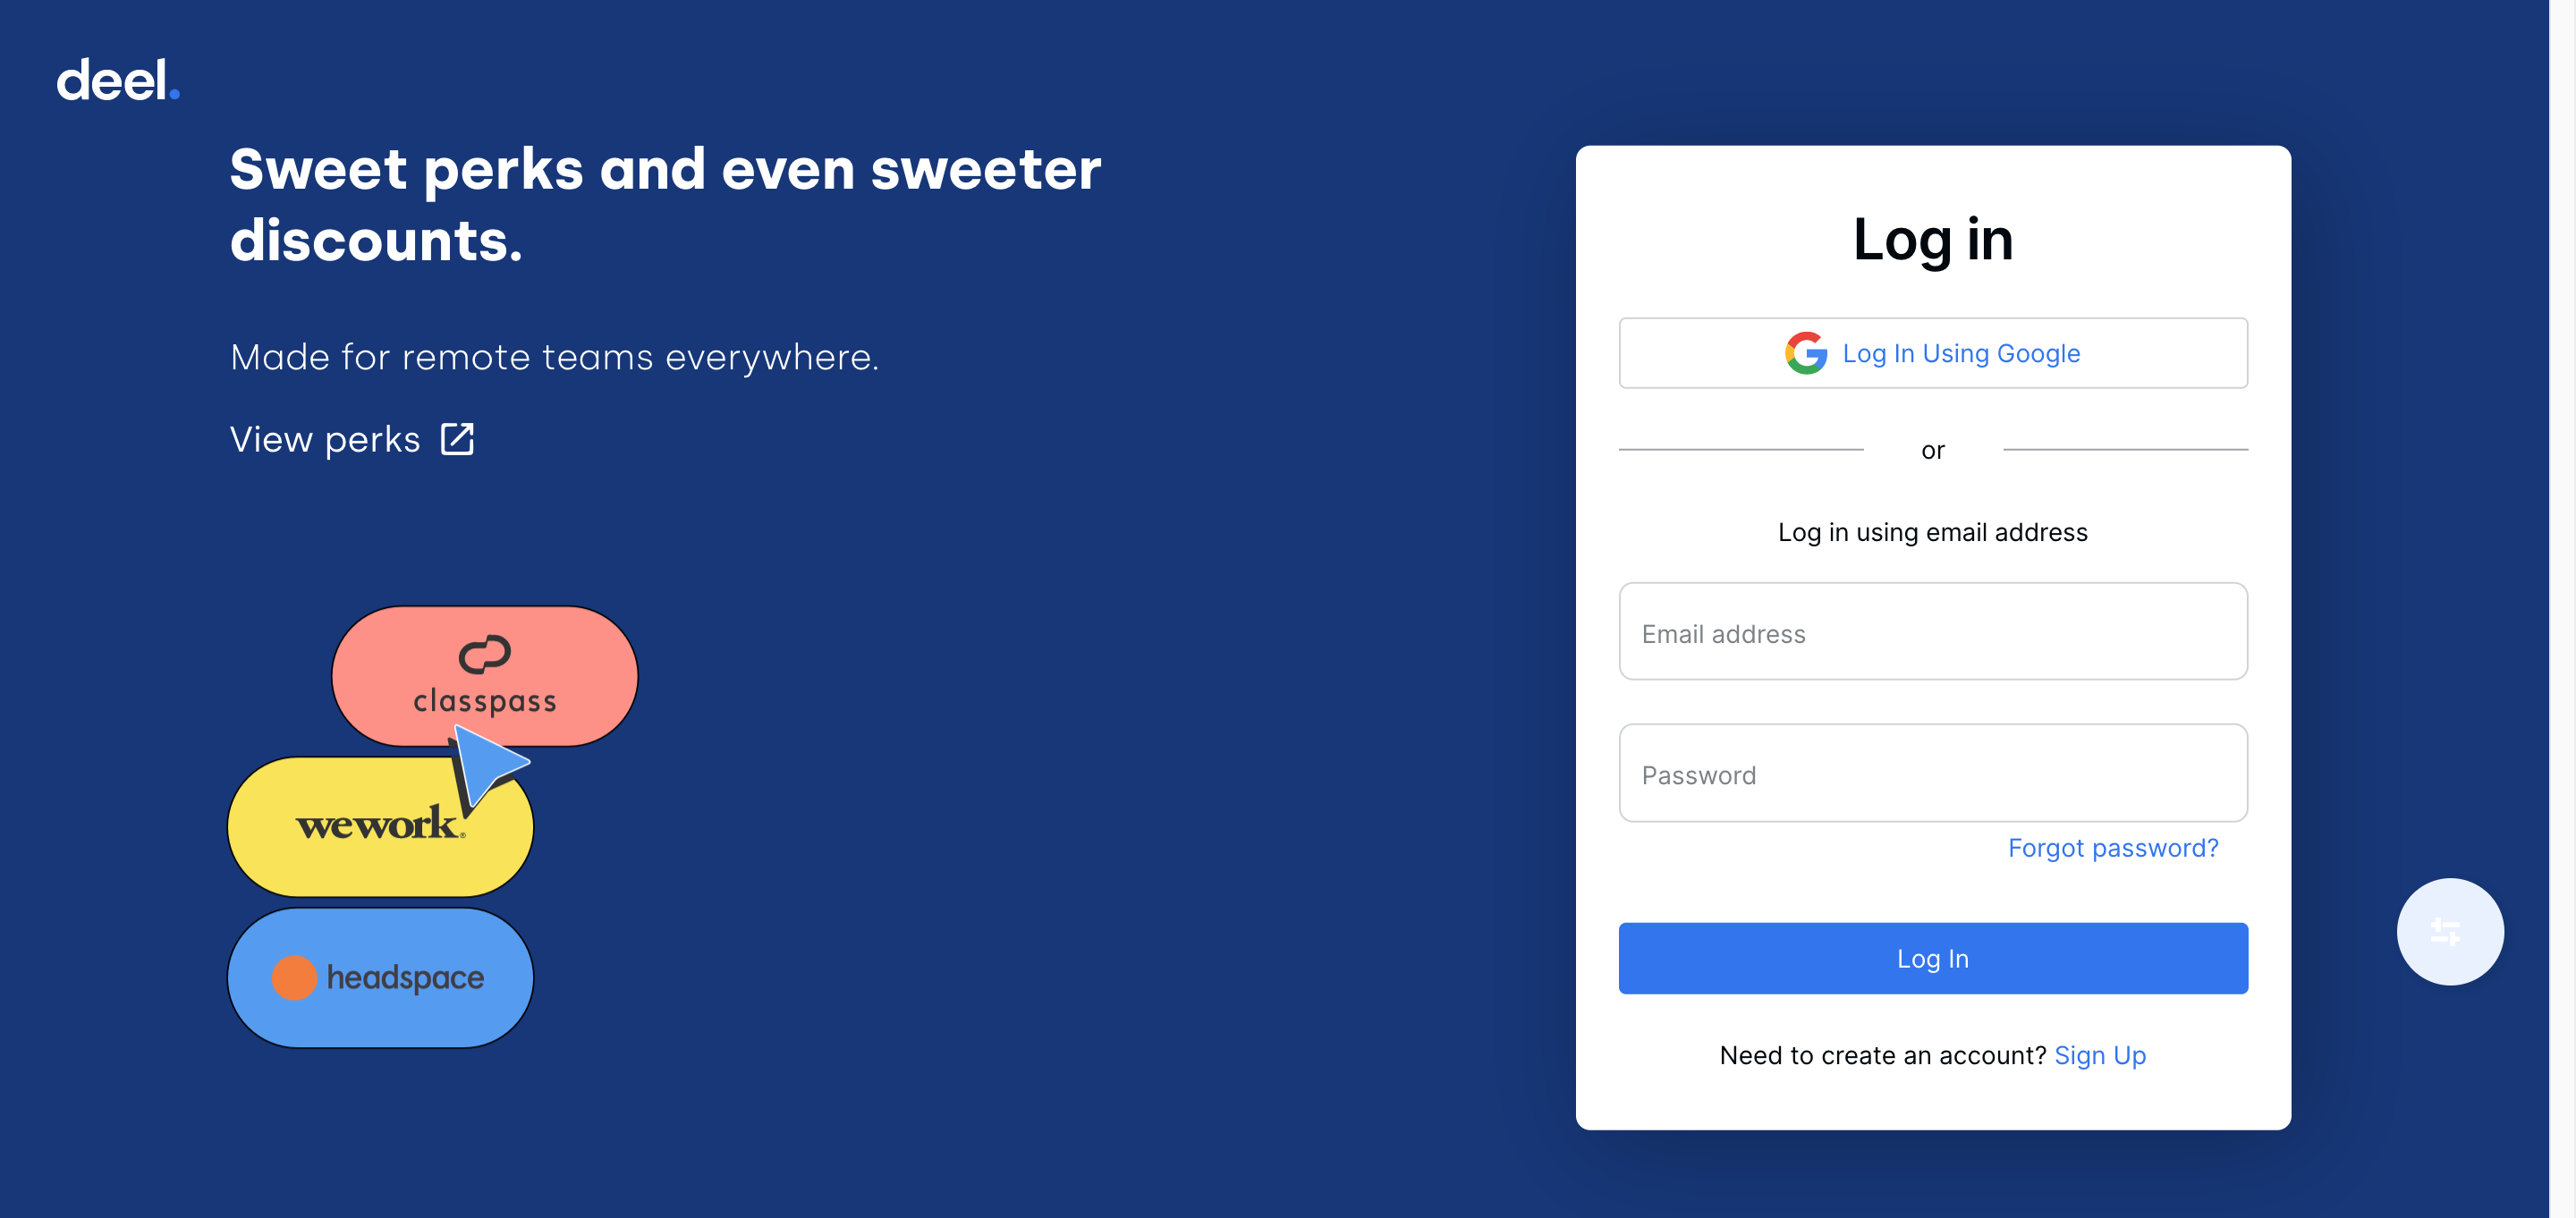 deel.
Sweet perks and even sweeter
discounts.
Made for remote teams everywhere.
View perks
classpass
wework®
headspace
Log in
Log In Using Google
or
Log in using email address
Email address
Password
Forgot password?
Log In
Need to create an account? Sign Up